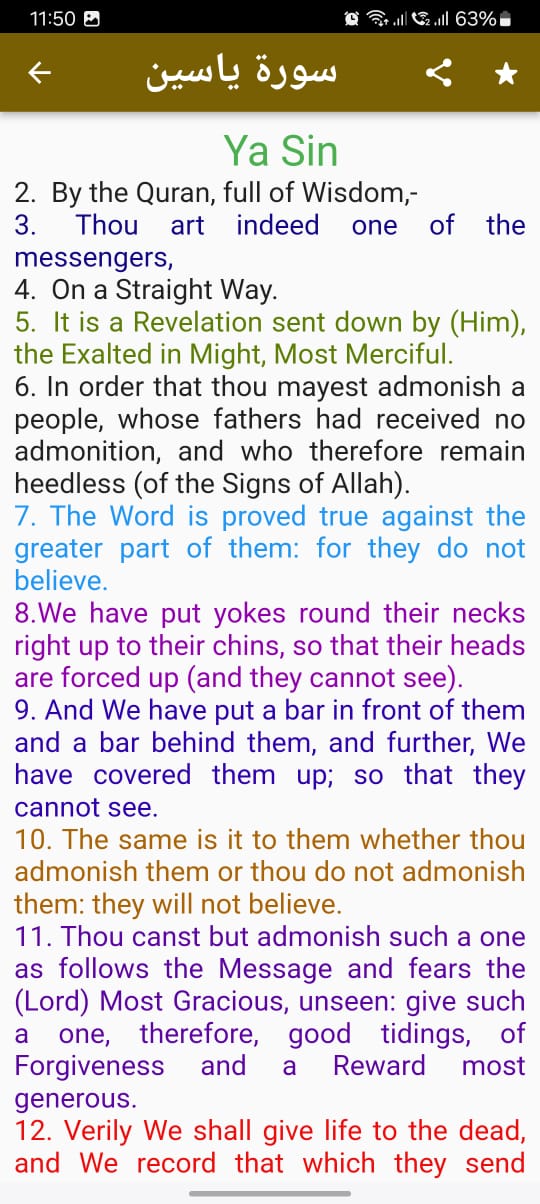 11:50 63%
سورة ياسين
Ya Sin
2. By the Quran, full of Wisdom,-
3. Thou art indeed one of the
messengers,
4. On a Straight Way.
5. It is a Revelation sent down by (Him),
the Exalted in Might, Most Merciful.
6. In order that thou mayest admonish a
people, whose fathers had received no
admonition, and who therefore remain
heedless (of the Signs of Allah).
7. The Word is proved true against the
greater part of them: for they do not
believe.
8.We have put yokes round their necks
right up to their chins, so that their heads
are forced up (and they cannot see).
9. And We have put a bar in front of them
and a bar behind them, and further, We
have covered them up; so that they
cannot see.
10. The same is it to them whether thou
admonish them or thou do not admonish
them: they will not believe.
11. Thou canst but admonish such a one
as follows the Message and fears the
(Lord) Most Gracious, unseen: give such
a one, therefore, good tidings, of
Forgiveness and a Reward most
generous.
12. Verily We shall give life to the dead,
and We record that which they send